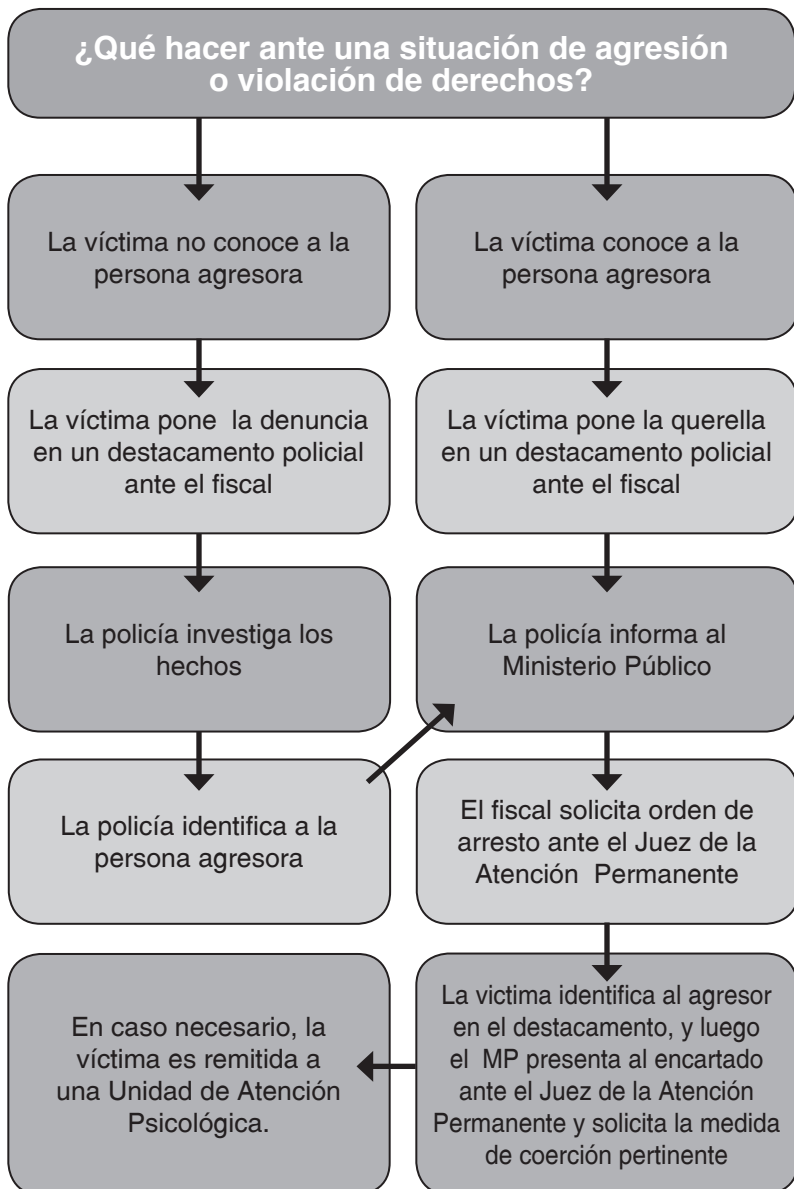 ¿Qué hacer ante una situación de agresión
o violación de derechos?
La víctima no conoce a la
persona agresora
La víctima conoce a la
persona agresora
La víctima pone la denuncia
en un destacamento policial
ante el fiscal
La víctima pone la querella
en un destacamento policial
ante el fiscal
La policía investiga los
hechos
La policía informa al
Ministerio Público
La policía identifica a la
persona agresora
El fiscal solicita orden de
arresto ante el Juez de la
Atención Permanente
En caso necesario, la
víctima es remitida a
una Unidad de Atención
Psicológica.
La victima identifica al agresor
en el destacamento, y luego
el MP presenta al encartado
ante el Juez de la Atención
Permanente y solicita la medida
de coerción pertinente